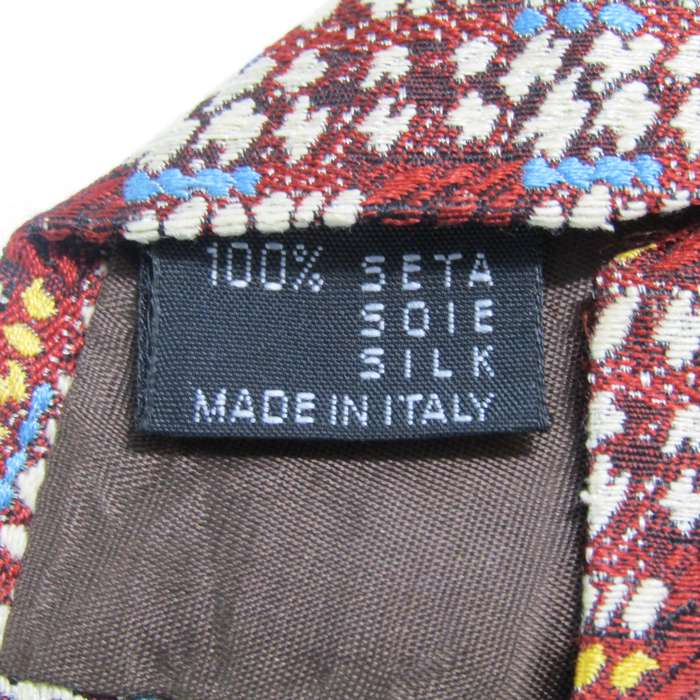 100% SETA
SOIE
SILK
MADE IN ITALY